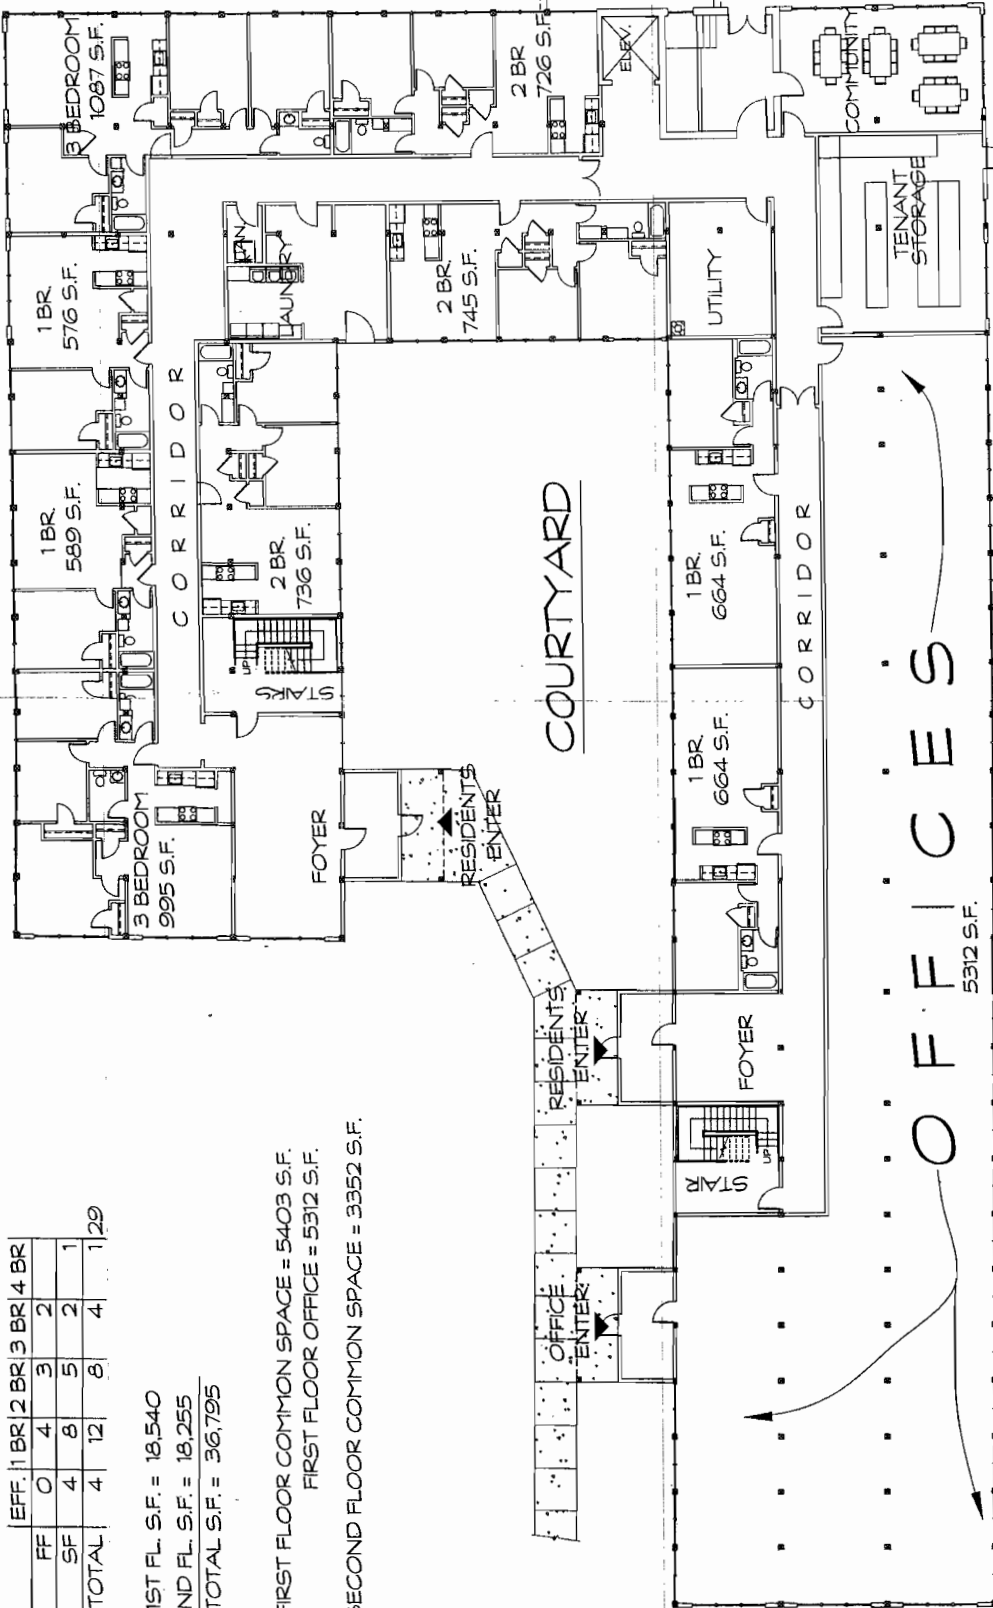 EFF. 1 BR 2 BR 3 BR 4 BR
FF 0 4 3 2
SF 4 8 5 2 1
TOTAL 4 12 8 4 1 29
1ST FL. S.F. = 18,540
ND FL. S.F. = 18,255
TOTAL S.F. = 36,795
FIRST FLOOR COMMON SPACE = 5403 S.F.
FIRST FLOOR OFFICE = 5312 S.F.
SECOND FLOOR COMMON SPACE = 3352 S.F.
3 BEDROOM
995 S.F.
1 BR.
589 S.F.
1 BR.
576 S.F.
3 BEDROOM
1087 S.F.
CORRIDOR
FOYER
STAIRS
UP
2 BR.
736 S.F.
LAUNDRY
2 BR.
745 S.F.
2 BR
726 S.F.
ELEV.
RESIDENTS
ENTER
COURTYARD
RESIDENTS
ENTER
OFFICE
ENTER
STAIR
UP
FOYER
1 BR.
664 S.F.
1 BR.
664 S.F.
UTILITY
CORRIDOR
COMMUNITY
TENANT
STORAGE
OFFICES
5312 S.F.